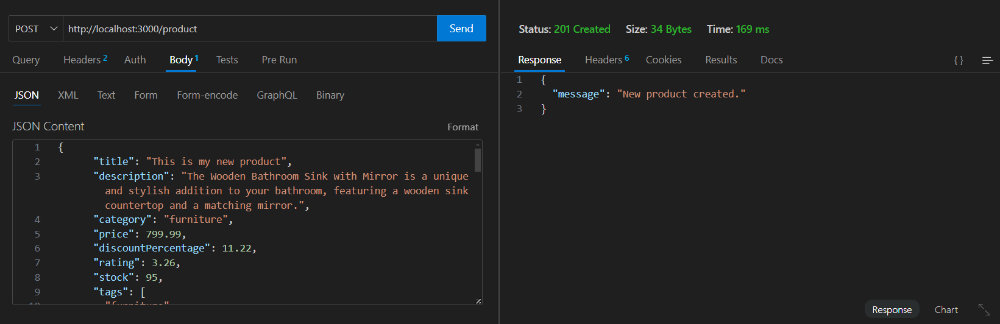 POST http://localhost:3000/product Send
Query Headers 2 Auth Body 1 Tests Pre Run
JSON XML Text Form Form-encode GraphQL Binary
JSON Content Format
1 {
2 "title": "This is my new product",
3 "description": "The Wooden Bathroom Sink with Mirror is a unique
and stylish addition to your bathroom, featuring a wooden sink
countertop and a matching mirror.",
4 "category": "furniture",
5 "price": 799.99,
6 "discountPercentage": 11.22,
7 "rating": 3.26,
8 "stock": 95,
9 "tags": [
10 "furniture"
Status: 201 Created Size: 34 Bytes Time: 169 ms
Response Headers 6 Cookies Results Docs { }
1 {
2 "message": "New product created."
3 }
Response Chart